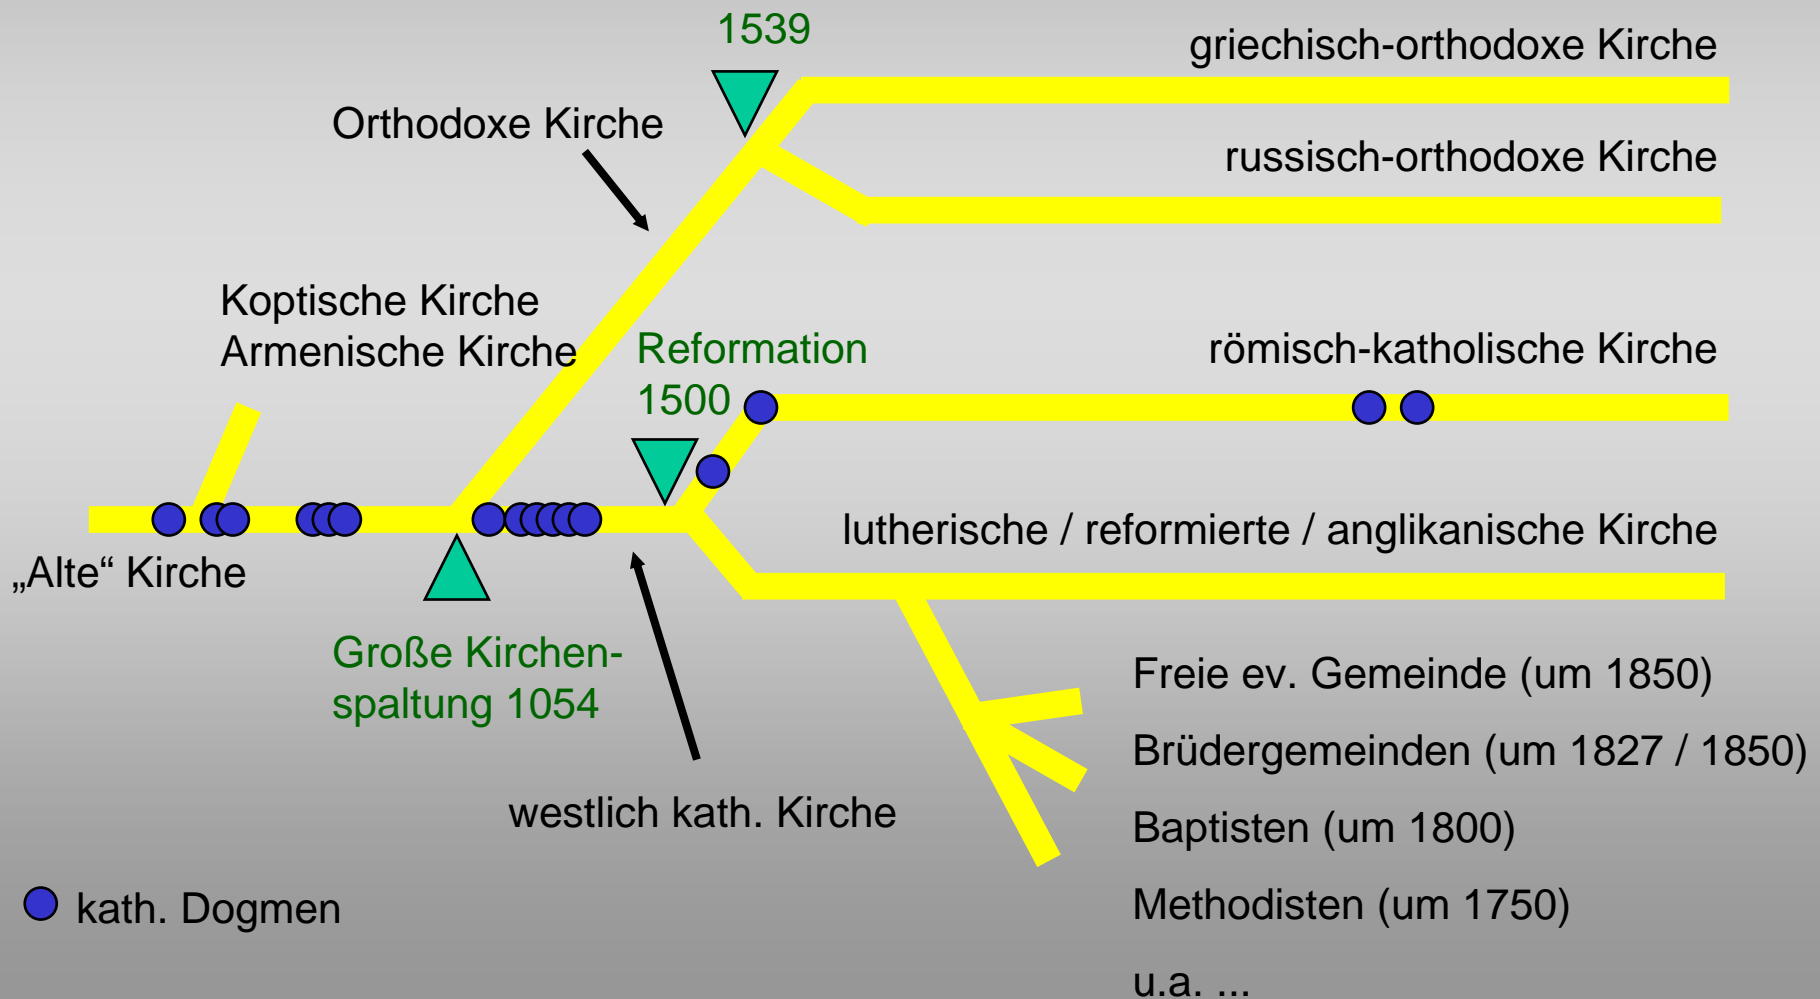 1539
griechisch-orthodoxe Kirche
Orthodoxe Kirche
russisch-orthodoxe Kirche
Koptische Kirche
Armenische Kirche
Reformation
1500
römisch-katholische Kirche
lutherische / reformierte / anglikanische Kirche
„Alte“ Kirche
Große Kirchen-
spaltung 1054
westlich kath. Kirche
Freie ev. Gemeinde (um 1850)
Brüdergemeinden (um 1827 / 1850)
Baptisten (um 1800)
Methodisten (um 1750)
u.a. ...
kath. Dogmen